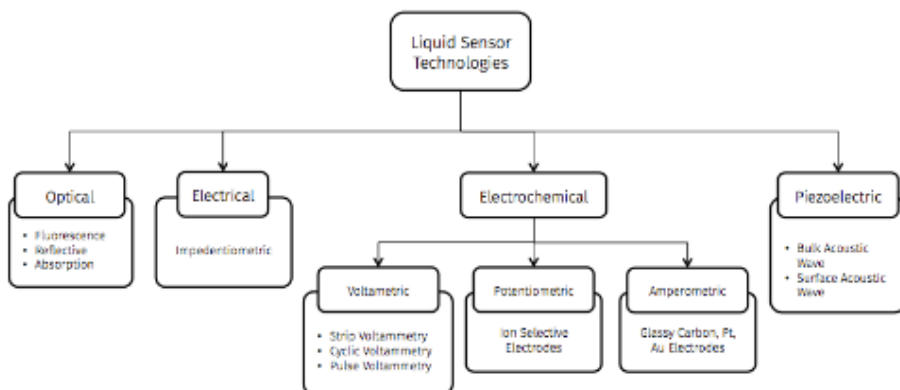 Liquid Sensor
Technologies
Optical
• Fluorescence
• Reflective
• Absorption
Electrical
Impedentiometric
Electrochemical
Voltametric
• Strip Voltammetry
• Cyclic Voltammetry
• Pulse Voltammetry
Potentiometric
Ion Selective
Electrodes
Amperometric
Glassy Carbon, Pt,
Au Electrodes
Piezoelectric
• Bulk Acoustic
Wave
• Surface Acoustic
Wave